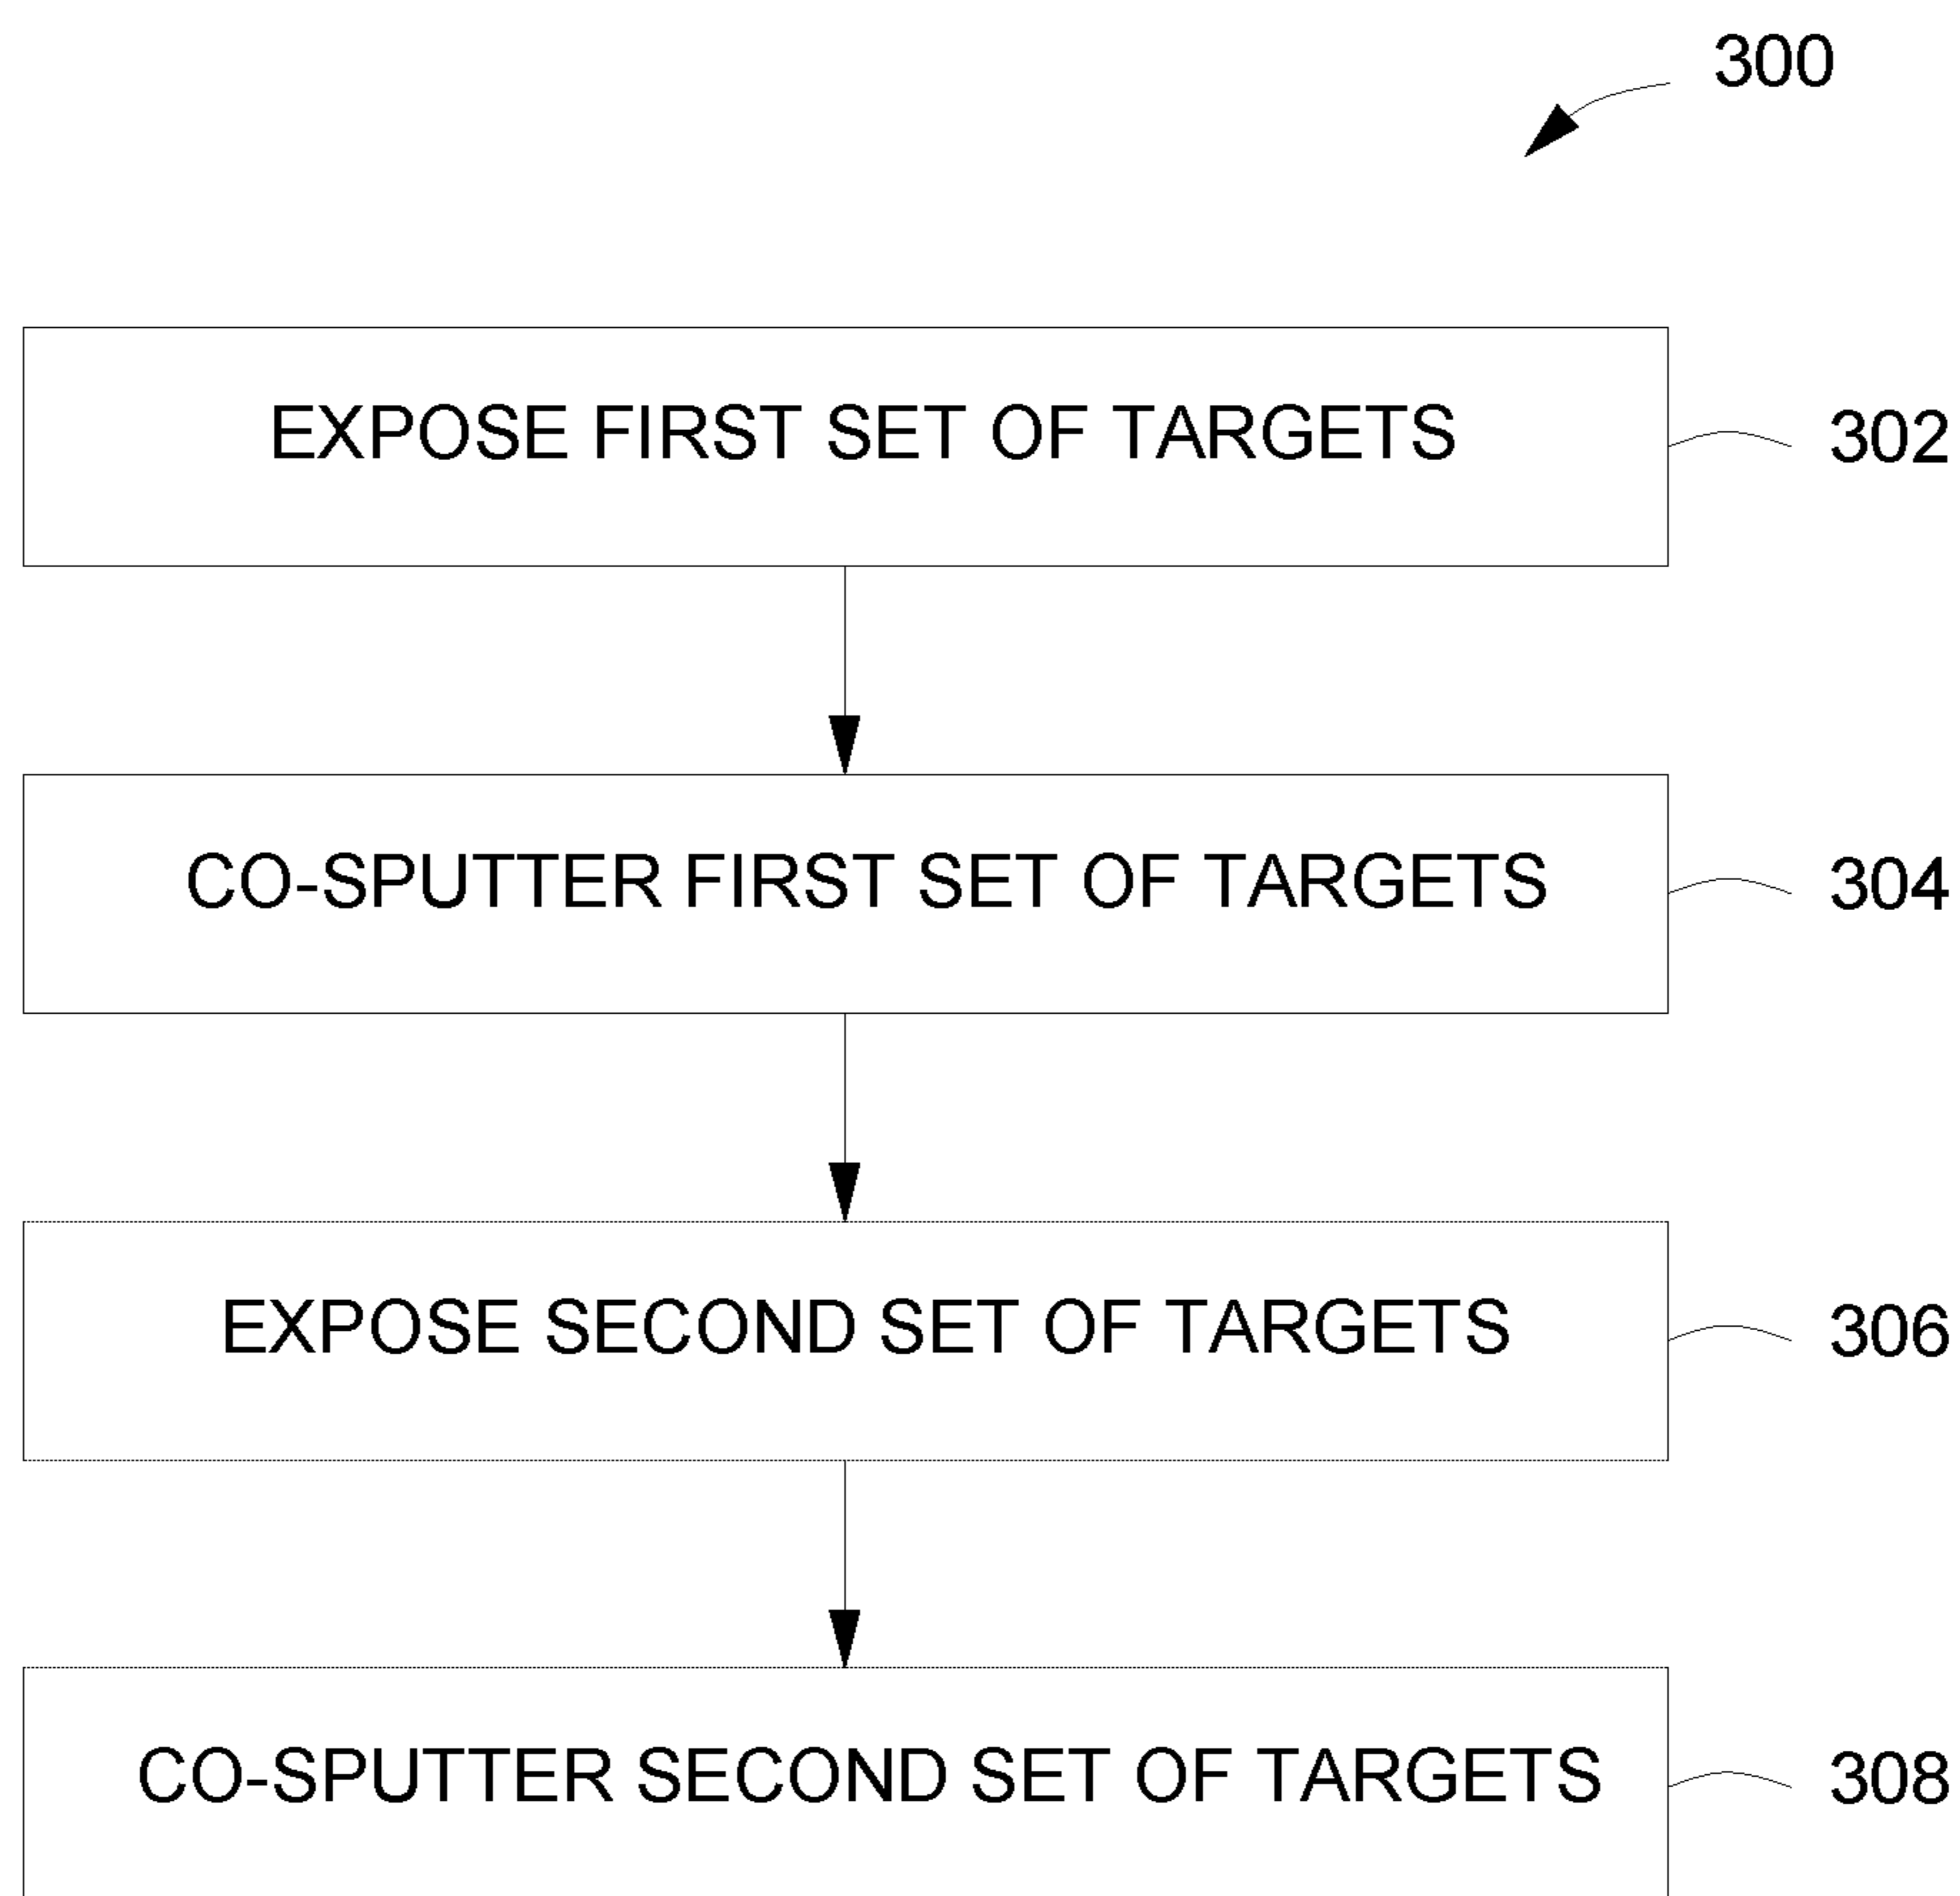 300
EXPOSE FIRST SET OF TARGETS 302
CO-SPUTTER FIRST SET OF TARGETS 304
EXPOSE SECOND SET OF TARGETS 306
CO-SPUTTER SECOND SET OF TARGETS 308